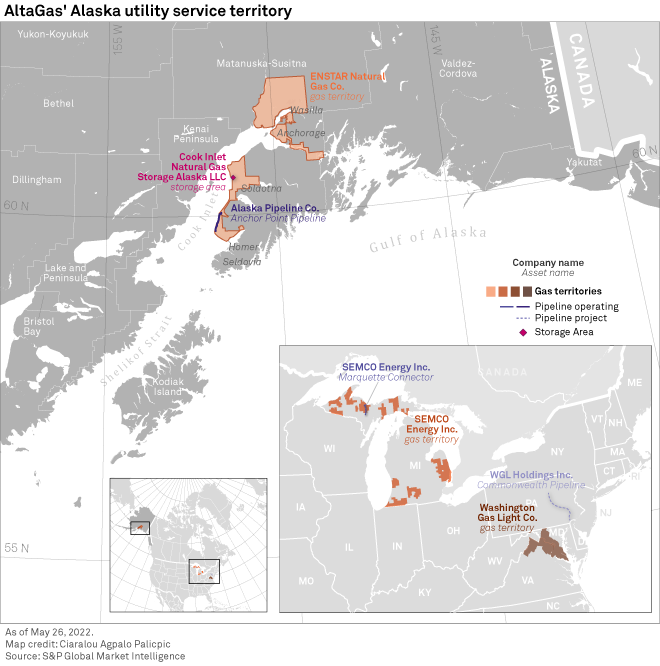 AltaGas' Alaska utility service territory
Yukon-Koyukuk
155 W
145 W
Matanuska-Susitna
Valdez-
Cordova
CANADA
ALASKA
ENSTAR Natural
Gas Co.
gas territory
Bethel
Wasilla
Anchorage
Kenai
Peninsula
60 N
Yakutat
Cook Inlet
Natural Gas
Storage Alaska LLC
storage area
Dillingham
Soldotna
60 N
Alaska Pipeline Co.
Anchor Point Pipeline
Cook Inlet
Gulf of Alaska
Homer
Seldovia
Lake and
Peninsula
Company name
Asset name
Gas territories
Pipeline operating
Pipeline project
Storage Area
Bristol
Bay
Shelikof Strait
Kodiak
Island
SEMCO Energy Inc.
Marquette Connector
CANADA
ME
SEMCO
Energy Inc.
gas territory
WI
MI
VT
NH
NY
MA
CT
RI
WGL Holdings Inc.
Commonwealth Pipeline
PA
NJ
Washington
Gas Light Co.
gas territory
IA
IL
IN
OH
MD
WV
VA
MO
KY
NC
55 N
As of May 26, 2022.
Map credit: Ciaralou Agpalo Palicpic
Source: S&P Global Market Intelligence